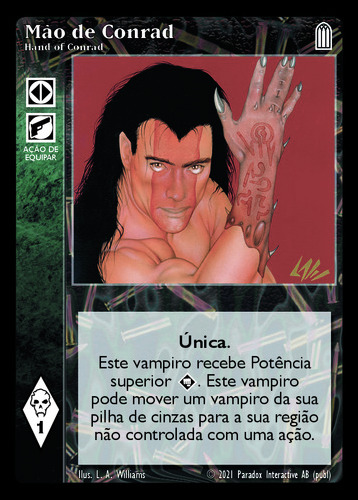 Mão de Conrad
Hand of Conrad
AÇÃO DE
EQUIPAR
Única.
Este vampiro recebe Potência
superior . Este vampiro
pode mover um vampiro da sua
pilha de cinzas para a sua região
não controlada com uma ação.
1
Ilus. L. A. Williams
© 2021 Paradox Interactive AB (publ)